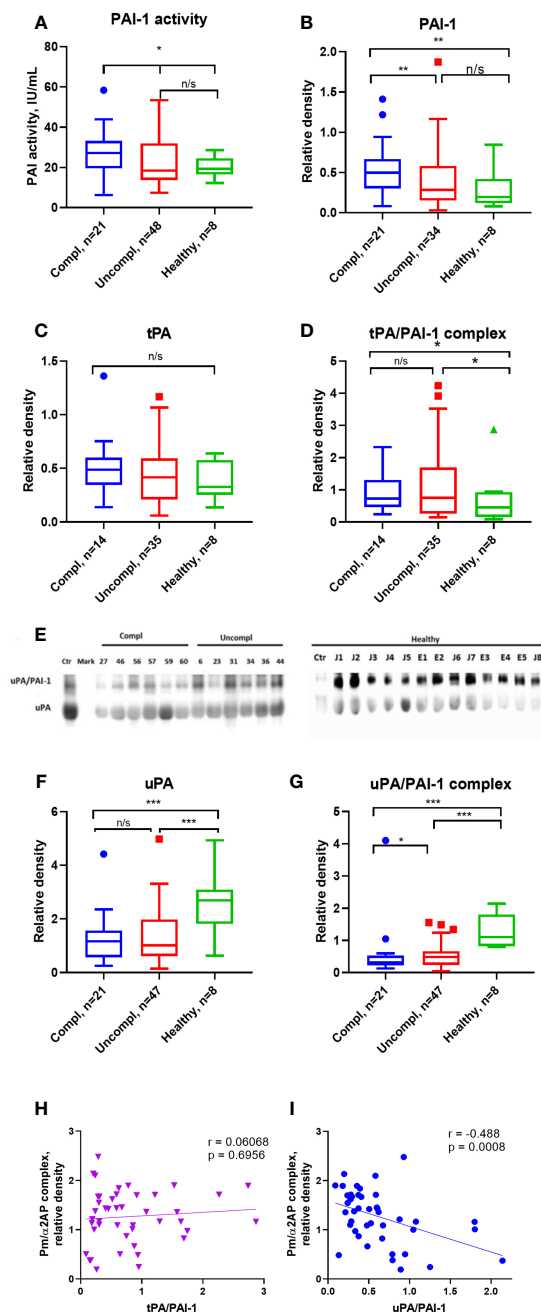 A
PAI-1 activity
*
n/s
PAI activity, IU/mL
60
50
40
30
20
10
0
Compl, n=21
Uncompl, n=48
Healthy, n=8
B
PAI-1
**
**
n/s
Relative density
2.0
1.5
1.0
0.5
0.0
Compl, n=21
Uncompl, n=34
Healthy, n=8
C
tPA
n/s
Relative density
1.5
1.0
0.5
0.0
Compl, n=14
Uncompl, n=35
Healthy, n=8
D
tPA/PAI-1 complex
*
n/s
*
Relative density
5
4
3
2
1
0
Compl, n=14
Uncompl, n=35
Healthy, n=8
E
Compl Uncompl
Ctr Mark 27 46 56 57 59 60 6 23 31 34 36 44
uPA/PAI-1
uPA
Healthy
Ctr J1 J2 J3 J4 J5 E1 E2 J6 J7 E3 E4 E5 J8
F
uPA
***
n/s
***
Relative density
6
4
2
0
Compl, n=21
Uncompl, n=47
Healthy, n=8
G
uPA/PAI-1 complex
***
***
*
Relative density
5
4
3
2
1
0
Compl, n=21
Uncompl, n=47
Healthy, n=8
H
r = 0.06068
p = 0.6956
Pm/α2AP complex,
relative density
3
2
1
0
0 1 2 3
tPA/PAI-1
I
r = -0.488
p = 0.0008
Pm/α2AP complex,
relative density
3
2
1
0
0.0 0.5 1.0 1.5 2.0
uPA/PAI-1